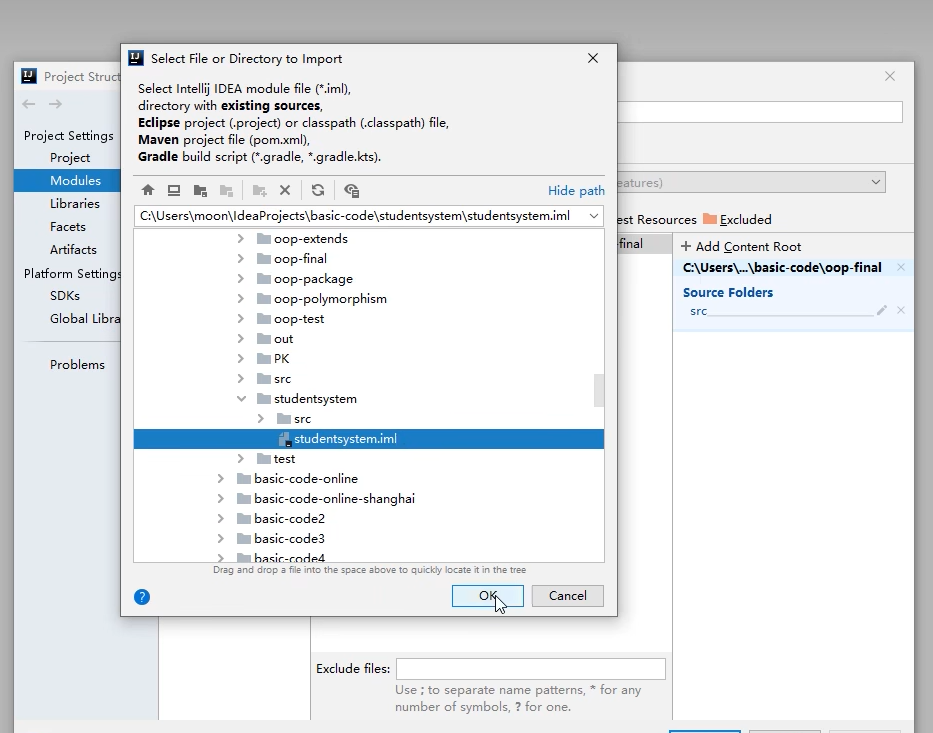 Select File or Directory to Import
Project Struct
Select Intellij IDEA module file (*.iml),
directory with existing sources,
Eclipse project (.project) or classpath (.classpath) file,
Maven project file (pom.xml),
Gradle build script (*.gradle, *.gradle.kts).
Hide path
C:\Users\moon\IdeaProjects\basic-code\studentsystem\studentsystem.iml
oop-extends
oop-final
oop-package
oop-polymorphism
oop-test
out
PK
src
studentsystem
src
studentsystem.iml
test
basic-code-online
basic-code-online-shanghai
basic-code2
basic-code3
basic-code4
Drag and drop a file into the space above to quickly locate it in the tree
?
OK
Cancel
Project Settings
Project
Modules
Libraries
Facets
Artifacts
Platform Settings
SDKs
Global Libra
Problems
eatures)
est Resources
Excluded
-final
+ Add Content Root
C:\Users\...\basic-code\oop-final
Source Folders
src
Exclude files:
Use ; to separate name patterns, * for any
number of symbols, ? for one.